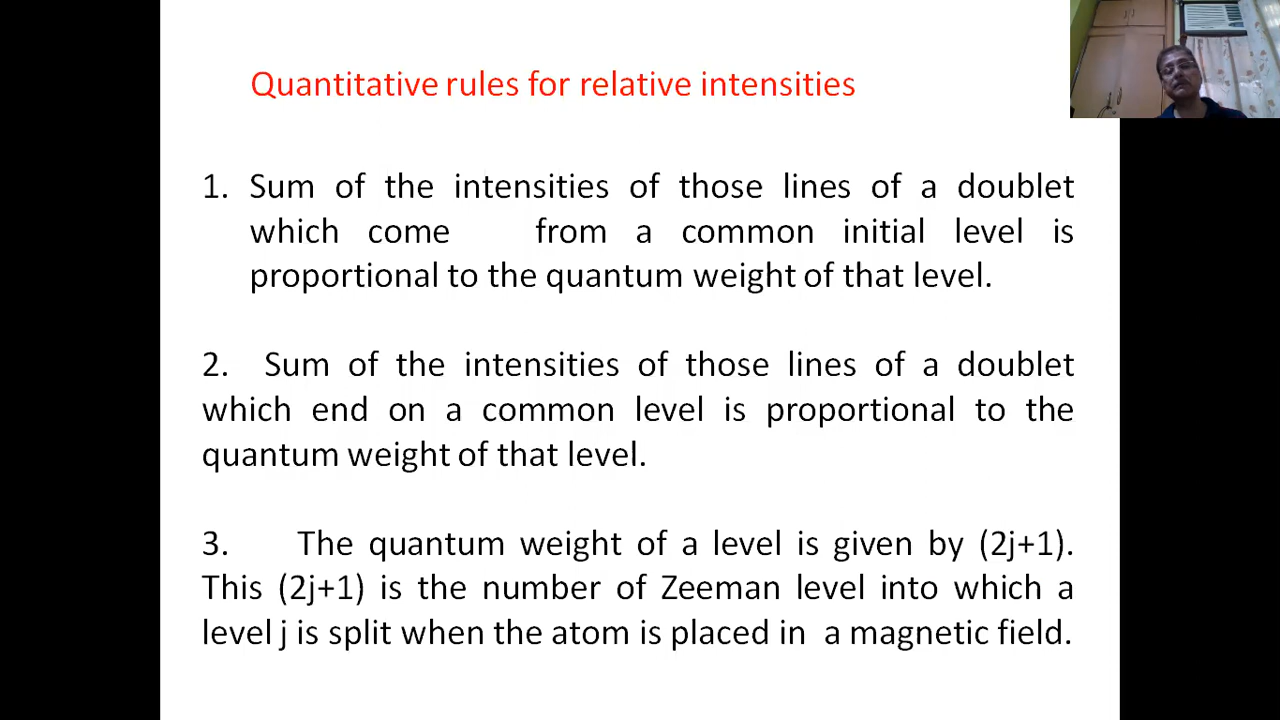 Quantitative rules for relative intensities
1. Sum of the intensities of those lines of a doublet
which come from a common initial level is
proportional to the quantum weight of that level.
2. Sum of the intensities of those lines of a doublet
which end on a common level is proportional to the
quantum weight of that level.
3. The quantum weight of a level is given by (2j+1).
This (2j+1) is the number of Zeeman level into which a
level j is split when the atom is placed in a magnetic field.